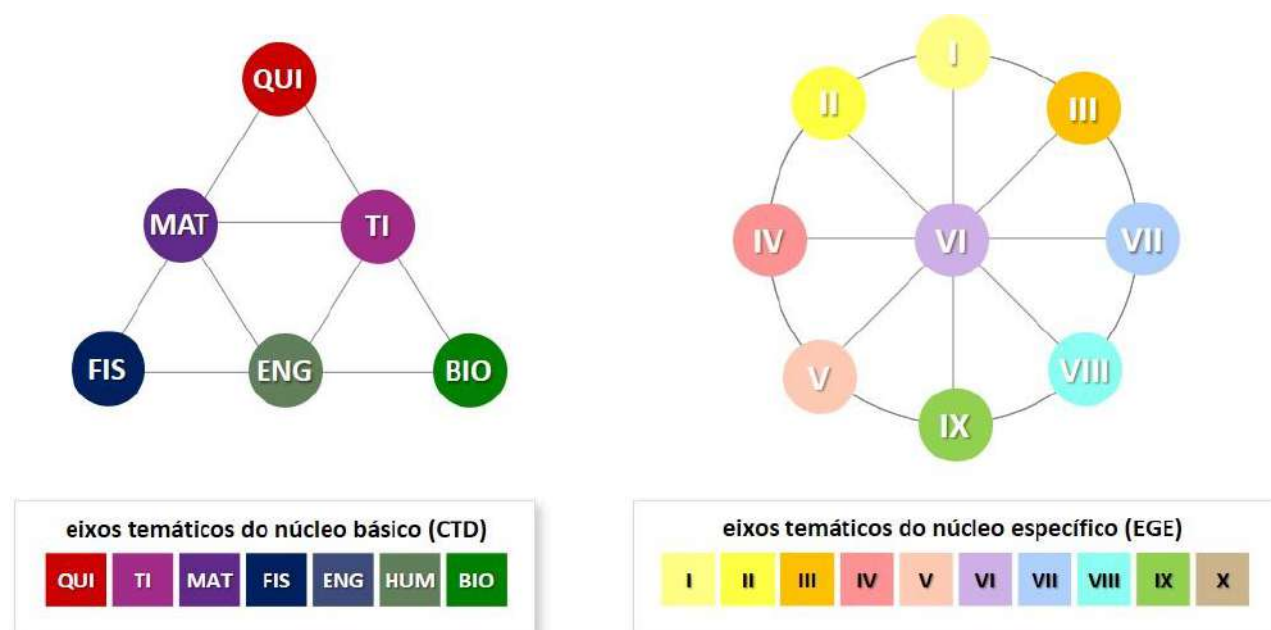 QUI
MAT TI
FIS ENG BIO
I
II III
IV VI VII
V VIII
IX
eixos temáticos do núcleo básico (CTD)
QUI TI MAT FIS ENG HUM BIO
eixos temáticos do núcleo específico (EGE)
I II III IV V VI VII VIII IX X